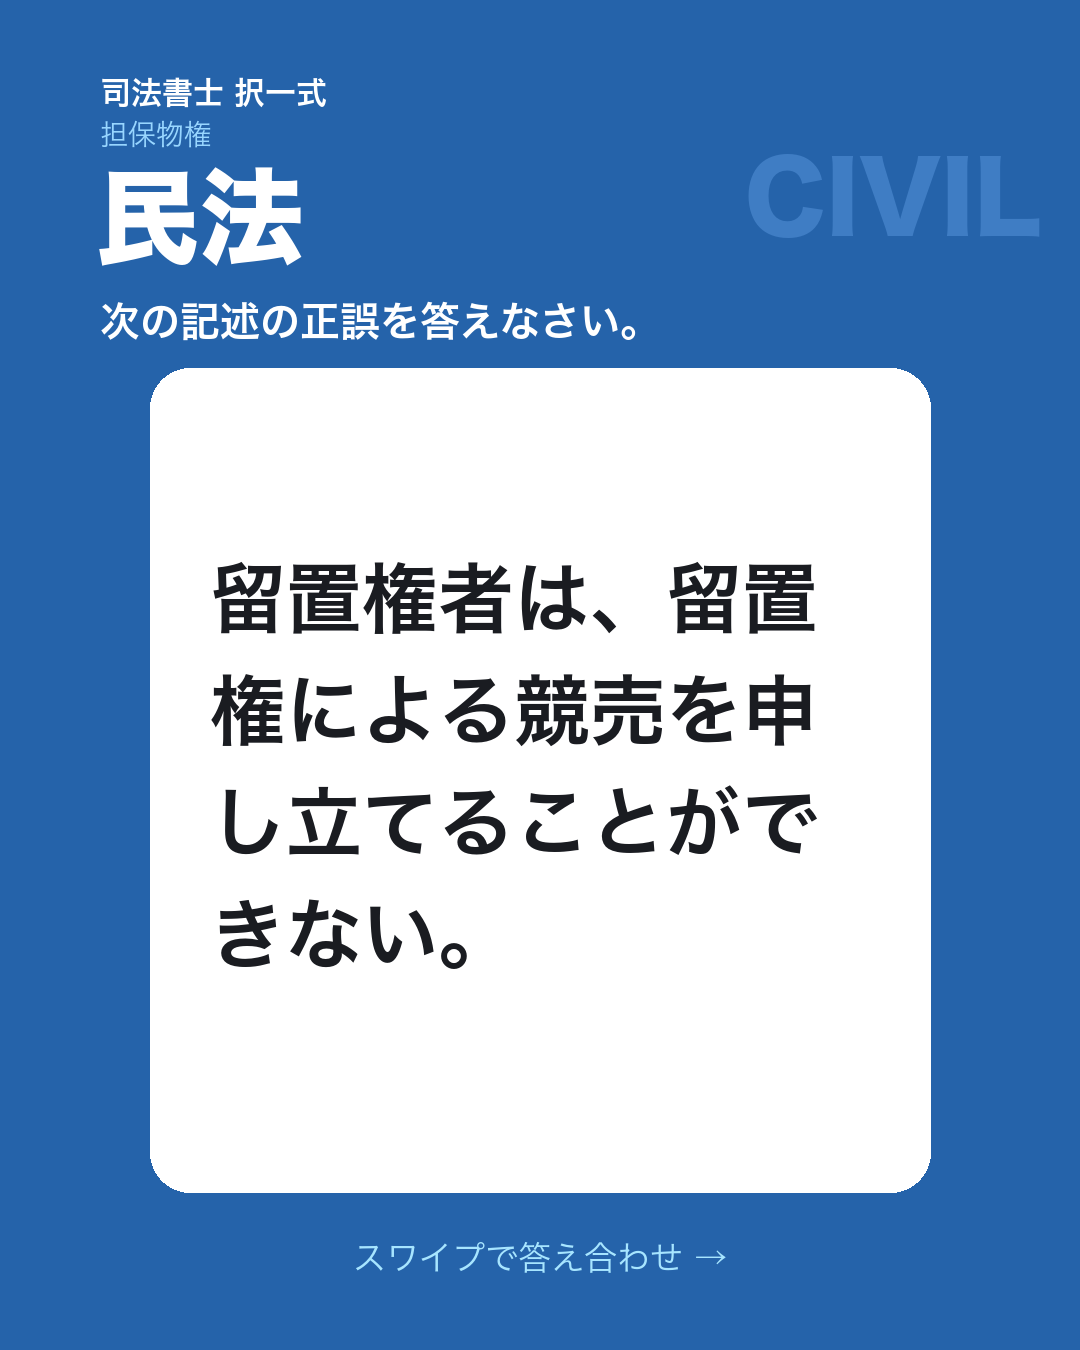 司法書士 択一式
担保物権
民法
CIVIL
次の記述の正誤を答えなさい。
留置権者は、留置
権による競売を申
し立てることがで
きない。
スワイプで答え合わせ →